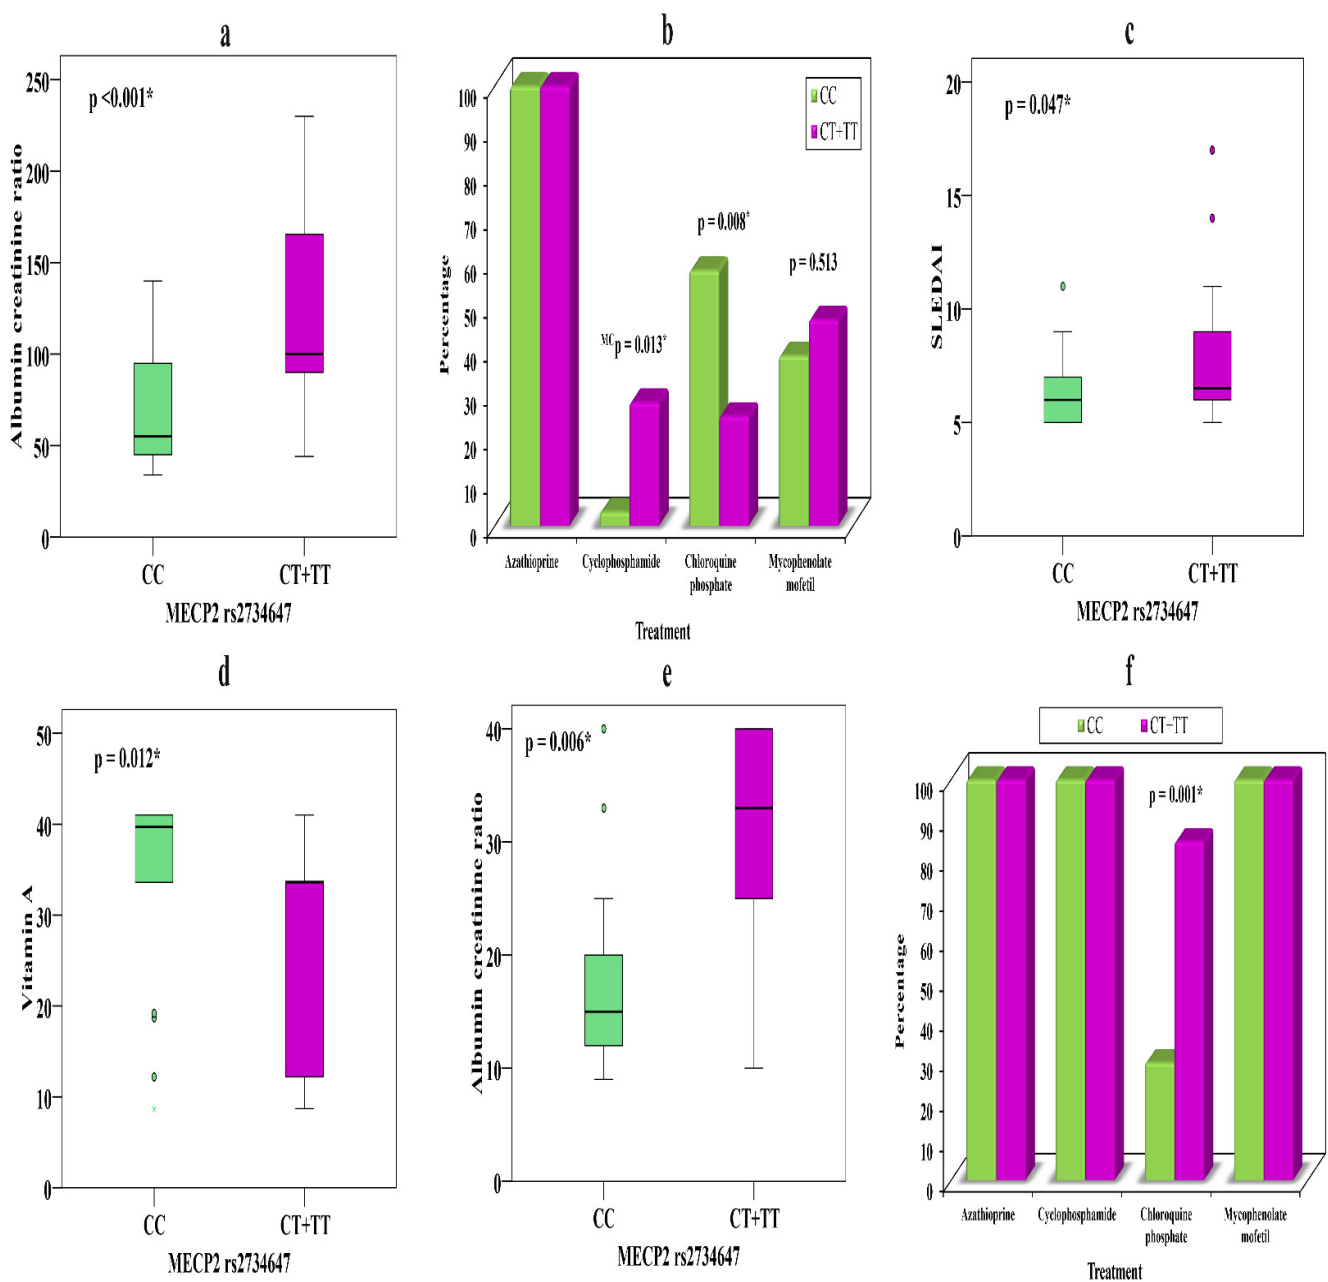 a
p <0.001*
Albumin creatinine ratio
250
200
150
100
50
0
CC
CT+TT
MECP2 rs2734647
b
CC
CT+TT
Percentage
100
90
80
70
60
50
40
30
20
10
0
MC p = 0.013*
p = 0.008*
p = 0.513
Azathioprine
Cyclophosphamide
Chloroquine
phosphate
Mycophenolate
mofetil
Treatment
c
p = 0.047*
SLEDAI
20
15
10
5
0
CC
CT+TT
MECP2 rs2734647
d
p = 0.012*
Vitamin A
50
40
30
20
10
0
CC
CT+TT
MECP2 rs2734647
e
p = 0.006*
Albumin creatinine ratio
40
30
20
10
0
CC
CT+TT
MECP2 rs2734647
f
CC
CT+TT
p = 0.001*
Percentage
100
90
80
70
60
50
40
30
20
10
0
Azathioprine
Cyclophosphamide
Chloroquine
phosphate
Mycophenolate
mofetil
Treatment